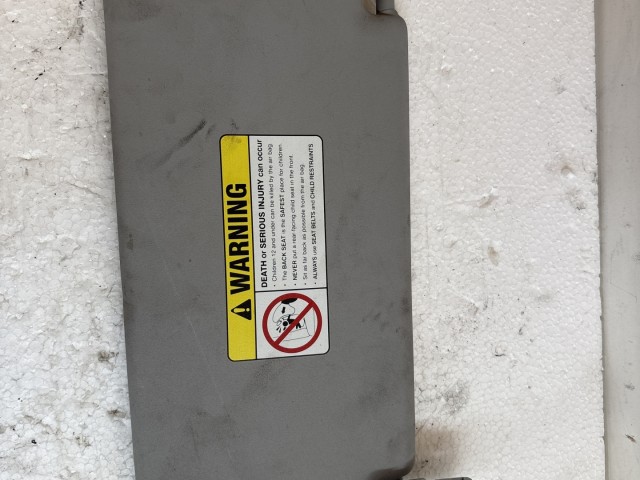 WARNING
DEATH or SERIOUS INJURY can occur
• Children 12 and under can be killed by the air bag.
• The BACK SEAT is the SAFEST place for children.
• NEVER put a rear facing child seat in the front.
• Sit as far back as possible from the air bag.
• ALWAYS use SEAT BELTS and CHILD RESTRAINTS